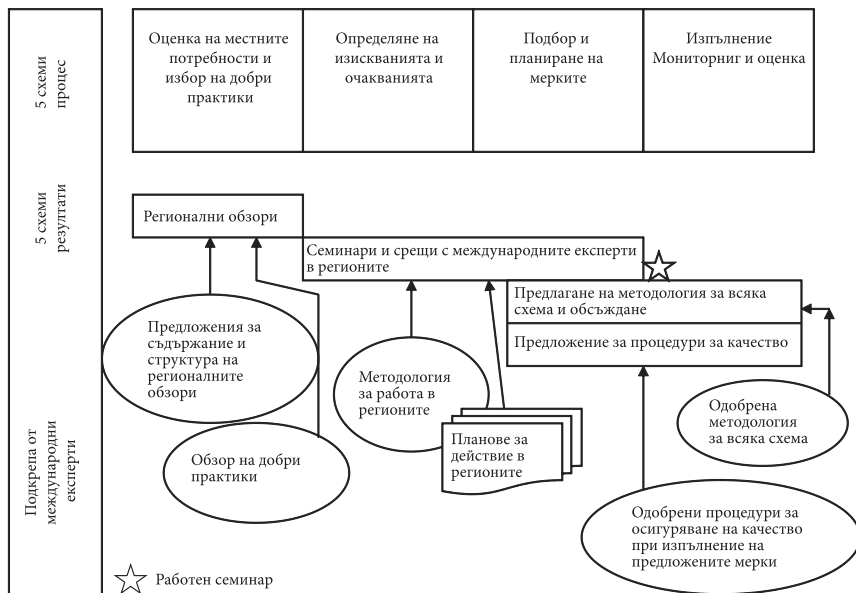 5 схеми
процес
Оценка на местните
потребности и
избор на добри
практики
Определяне на
изискванията и
очакванията
Подбор и
планиране на
мерките
Изпълнение
Мониторниг и оценка
5 схеми
резултати
Регионални обзори
Семинари и срещи с международните експерти
в регионите
Предлагане на методология за всяка
схема и обсъждане
Предложение за процедури за качество
Подкрепа от
международни
експерти
Предложения за
съдържание и
структура на
регионалните
обзори
Обзор на добри
практики
Методология
за работа в
регионите
Планове за
действие в
регионите
Одобрена
методология
за всяка схема
Одобрени процедури за
осигуряване на качество
при изпълнение на
предложените мерки
Работен семинар